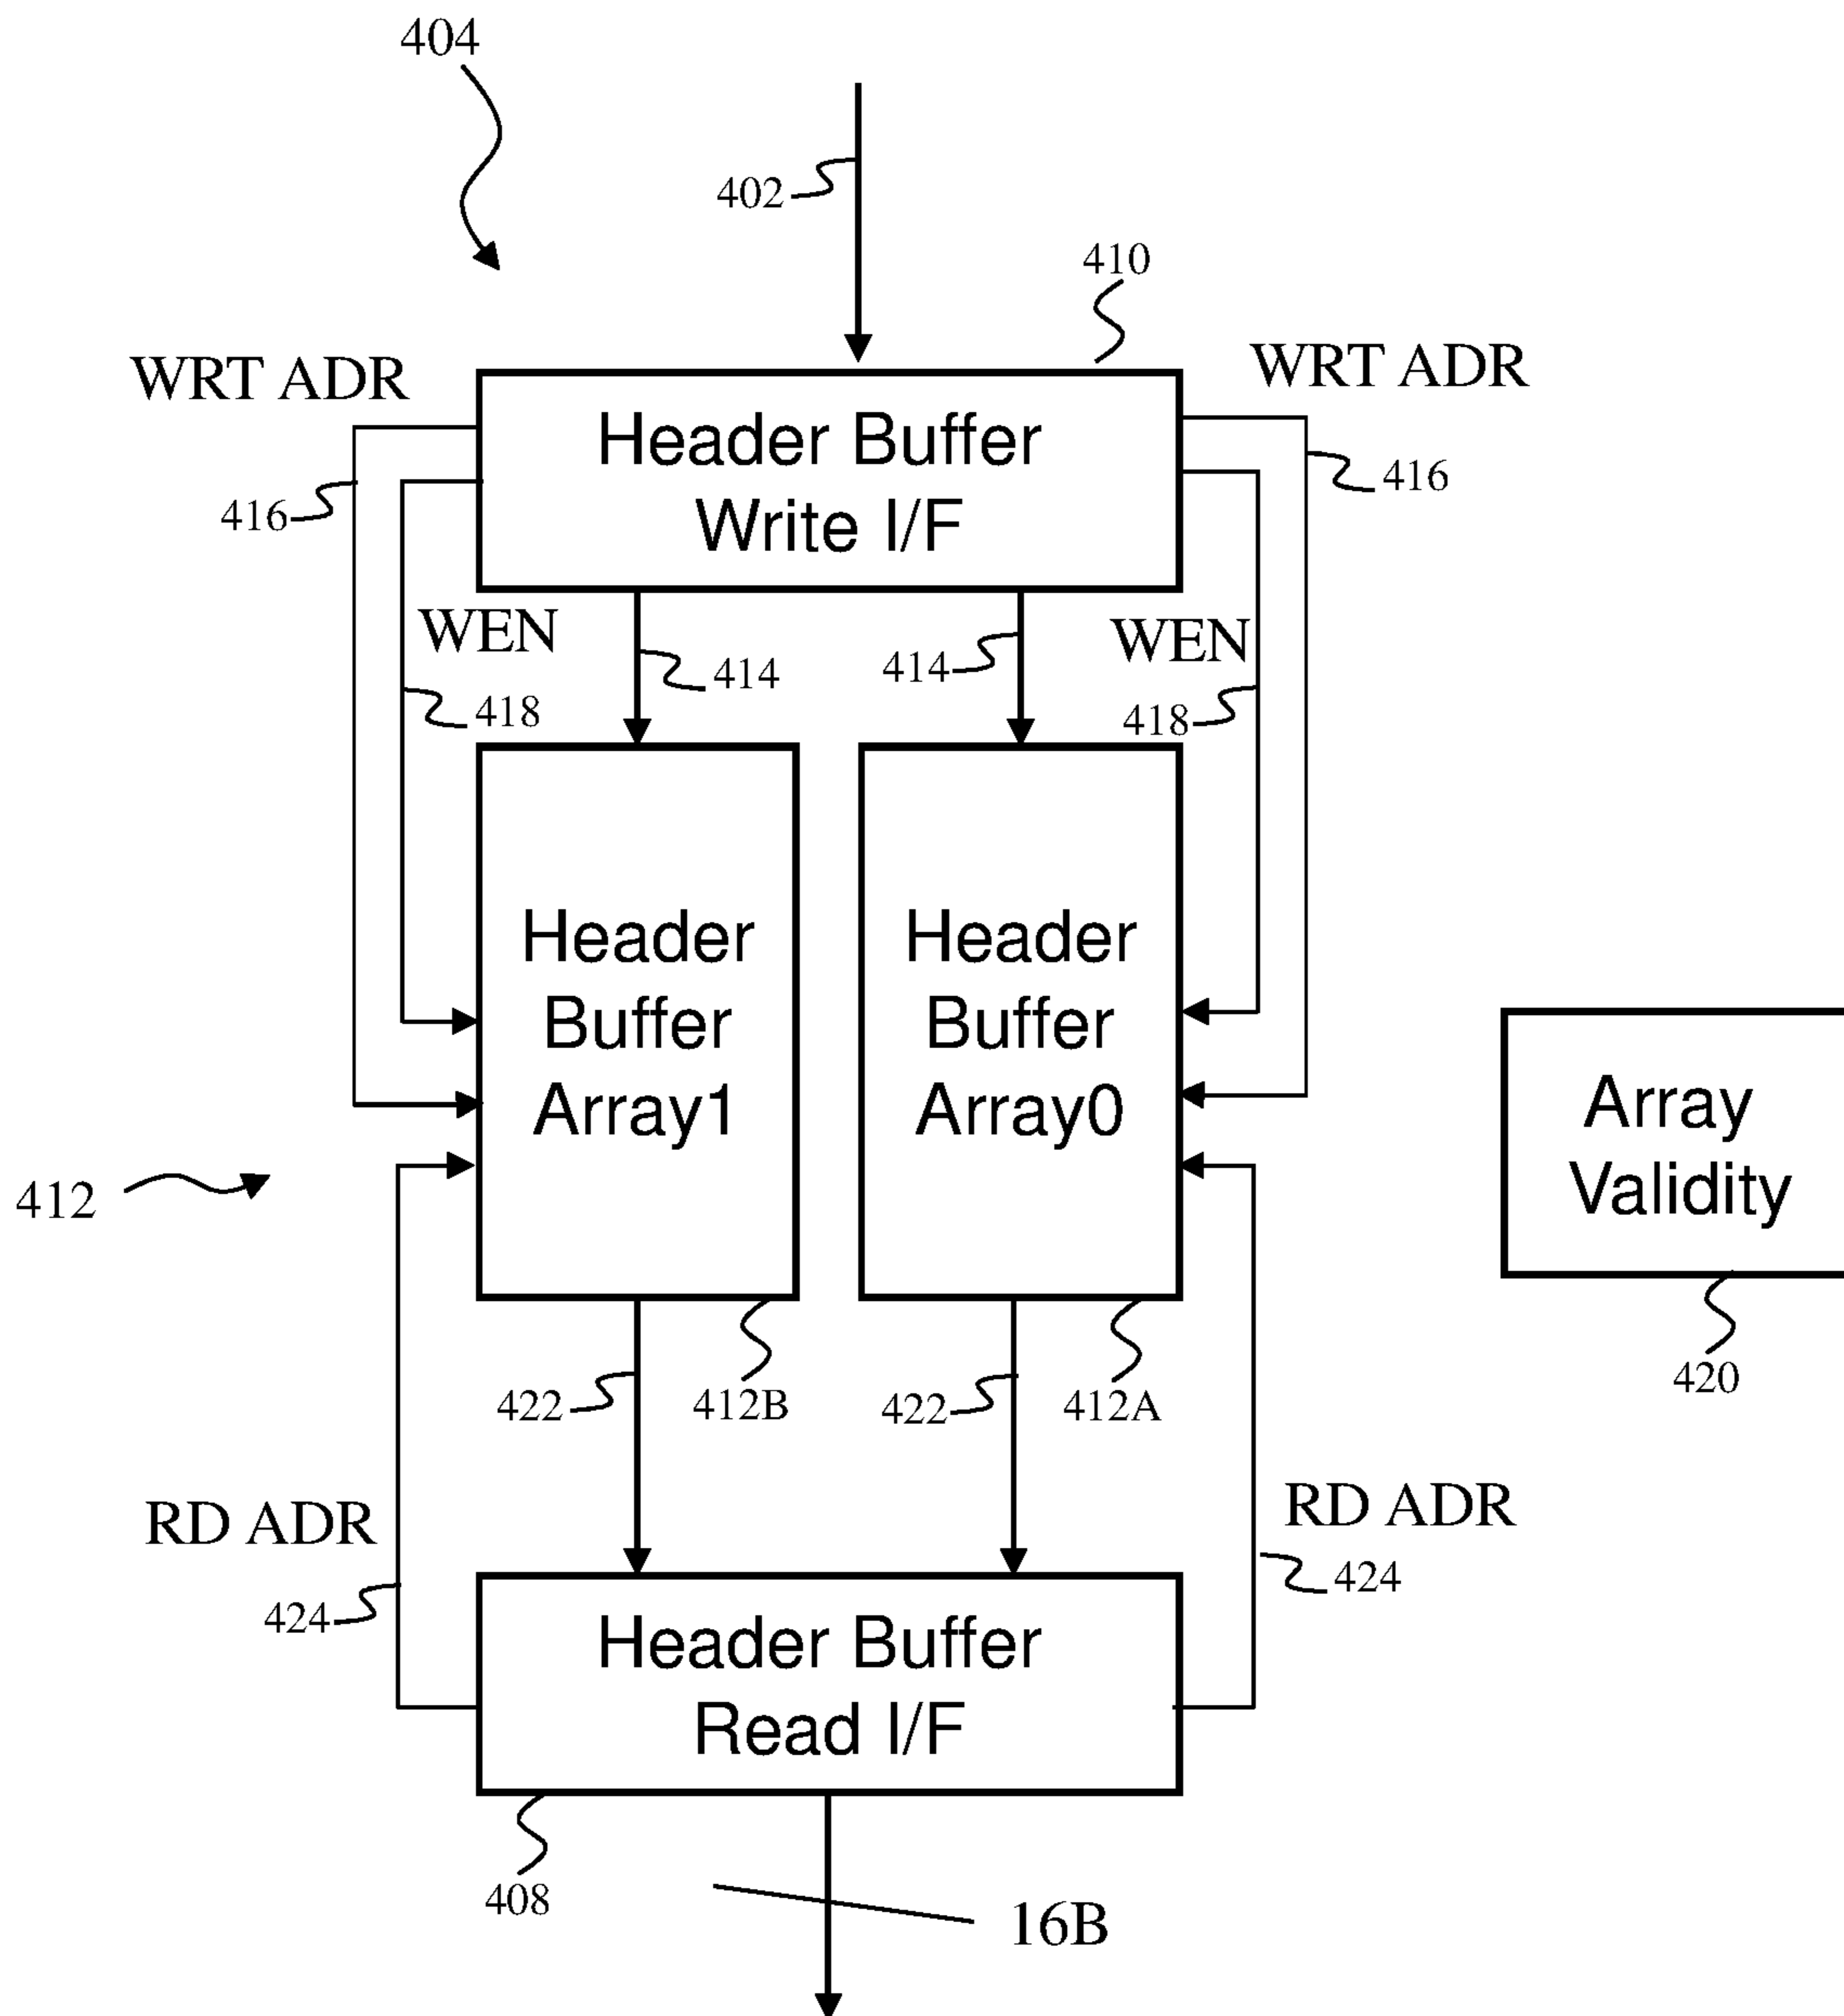 404
402
410
WRT ADR
WRT ADR
Header Buffer
Write I/F
416
416
WEN
WEN
414
414
418
418
Header
Buffer
Array1
Header
Buffer
Array0
Array
Validity
412
422
412B
422
412A
420
RD ADR
RD ADR
424
424
Header Buffer
Read I/F
408
16B